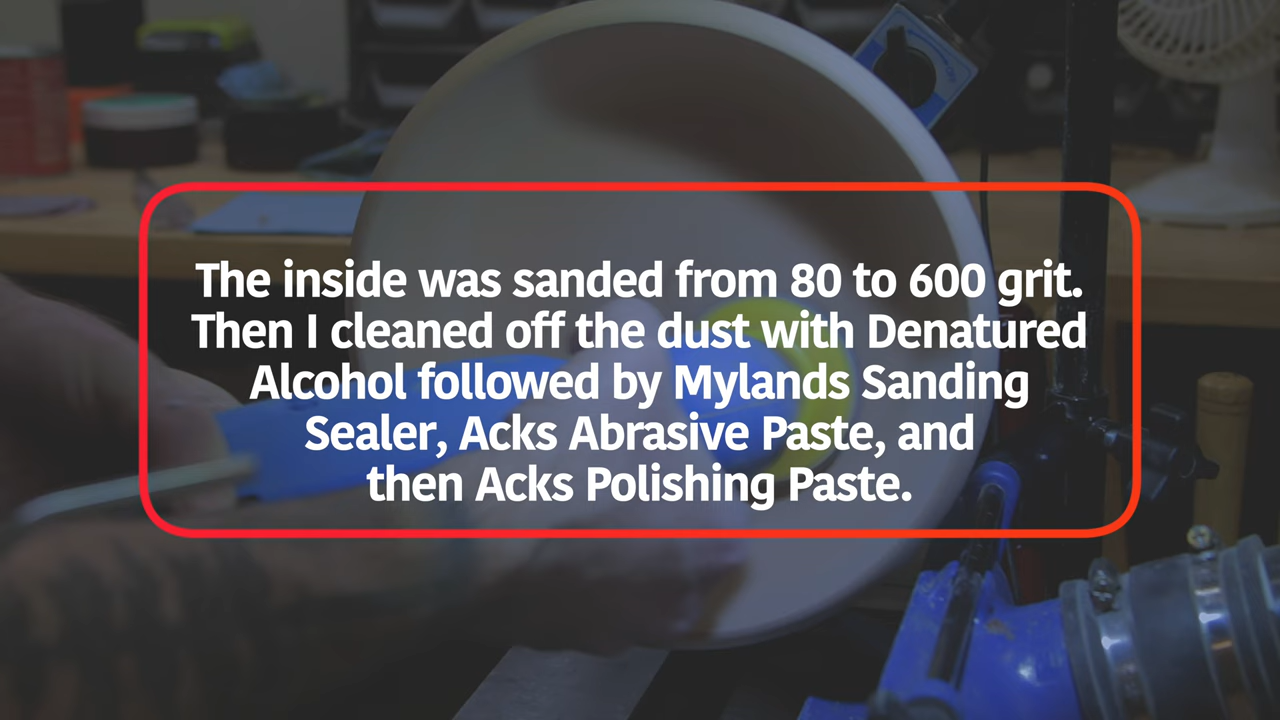 The inside was sanded from 80 to 600 grit.
Then I cleaned off the dust with Denatured
Alcohol followed by Mylands Sanding
Sealer, Acks Abrasive Paste, and
then Acks Polishing Paste.